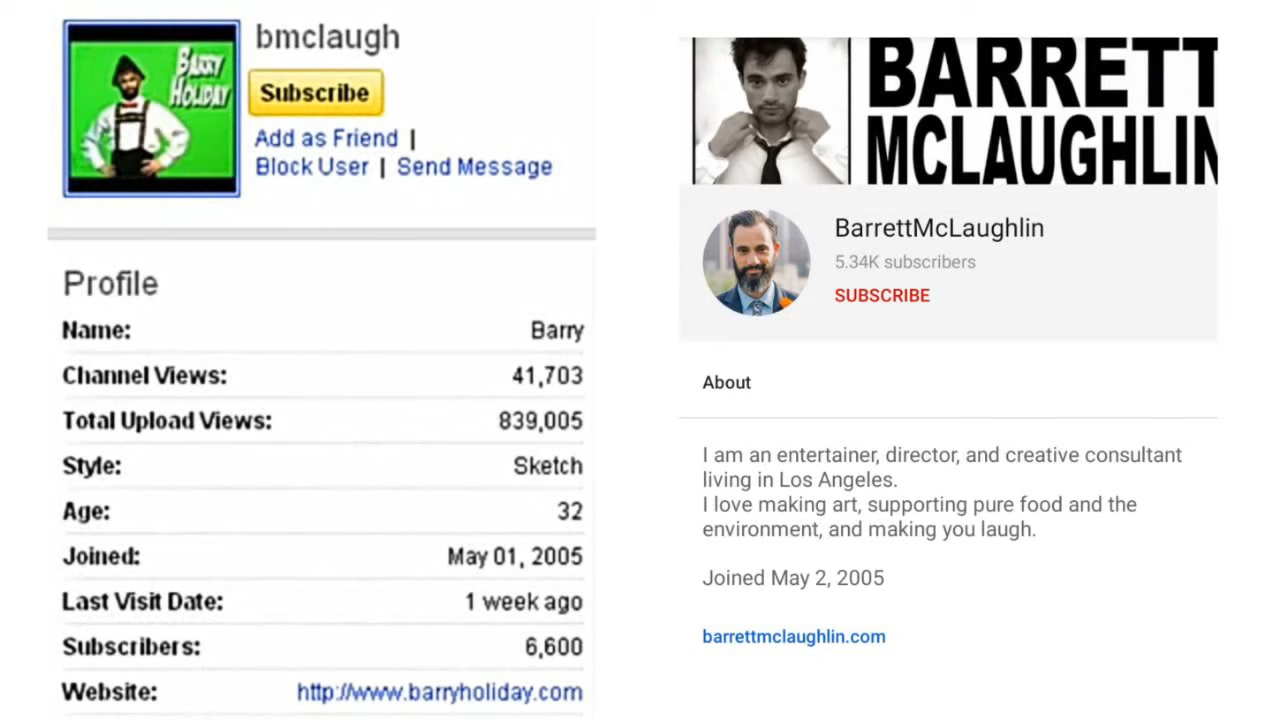 BARRY
HOLIDAY
bmclaugh
Subscribe
Add as Friend |
Block User | Send Message
Profile
Name: Barry
Channel Views: 41,703
Total Upload Views: 839,005
Style: Sketch
Age: 32
Joined: May 01, 2005
Last Visit Date: 1 week ago
Subscribers: 6,600
Website: http://www.barryholiday.com
BARRETT
MCLAUGHLIN
BarrettMcLaughlin
5.34K subscribers
SUBSCRIBE
About
I am an entertainer, director, and creative consultant
living in Los Angeles.
I love making art, supporting pure food and the
environment, and making you laugh.
Joined May 2, 2005
barrettmclaughlin.com